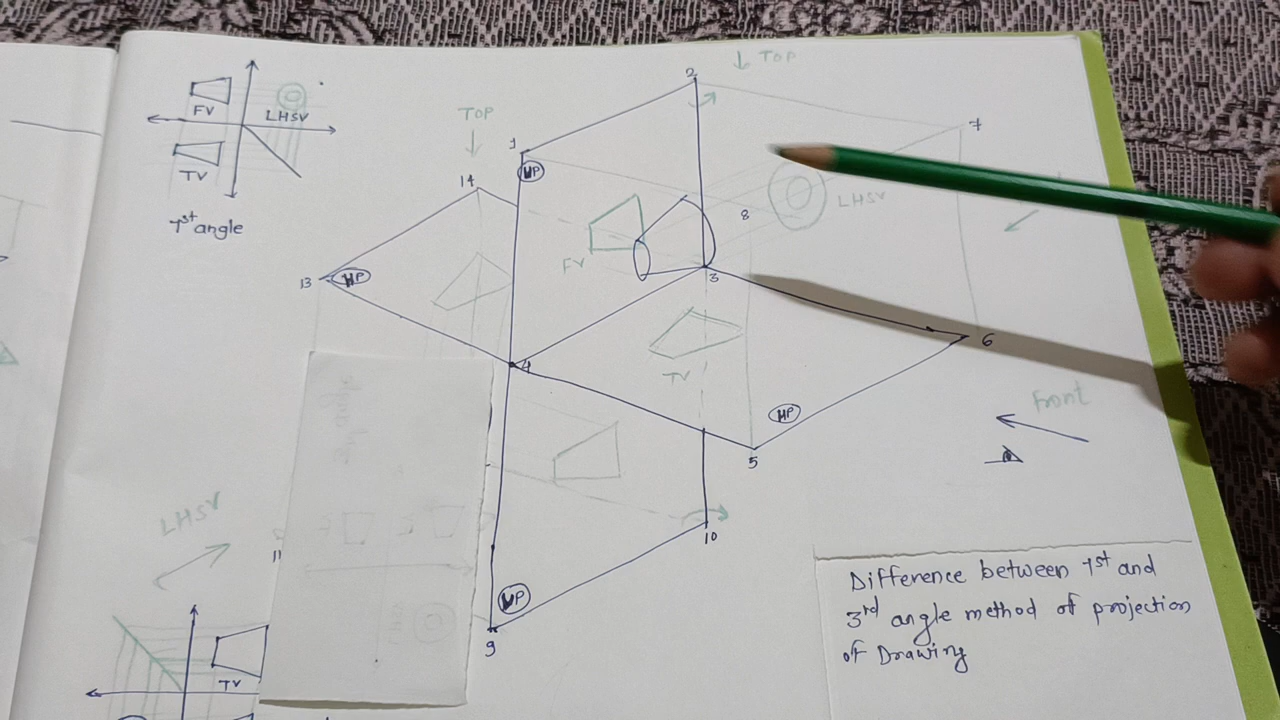 FV
LHSV
TV
1st angle
TOP
TOP
1
2
7
VP
14
8
LHSV
FV
13
HP
3
4
6
TV
HP
Front
5
LHSV
10
11
VP
9
TV
Difference between 1st and
3rd angle method of projection
of Drawing